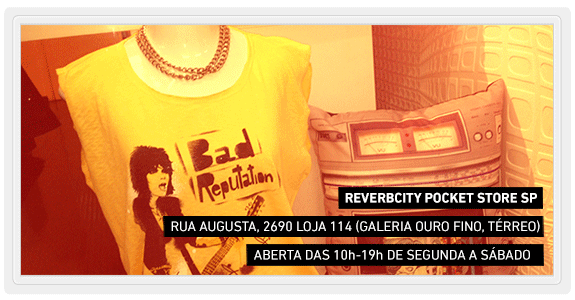 Bad
Reputation
REVERBCITY POCKET STORE SP
RUA AUGUSTA, 2690 LOJA 114 (GALERIA OURO FINO, TÉRREO)
ABERTA DAS 10h-19h DE SEGUNDA A SÁBADO